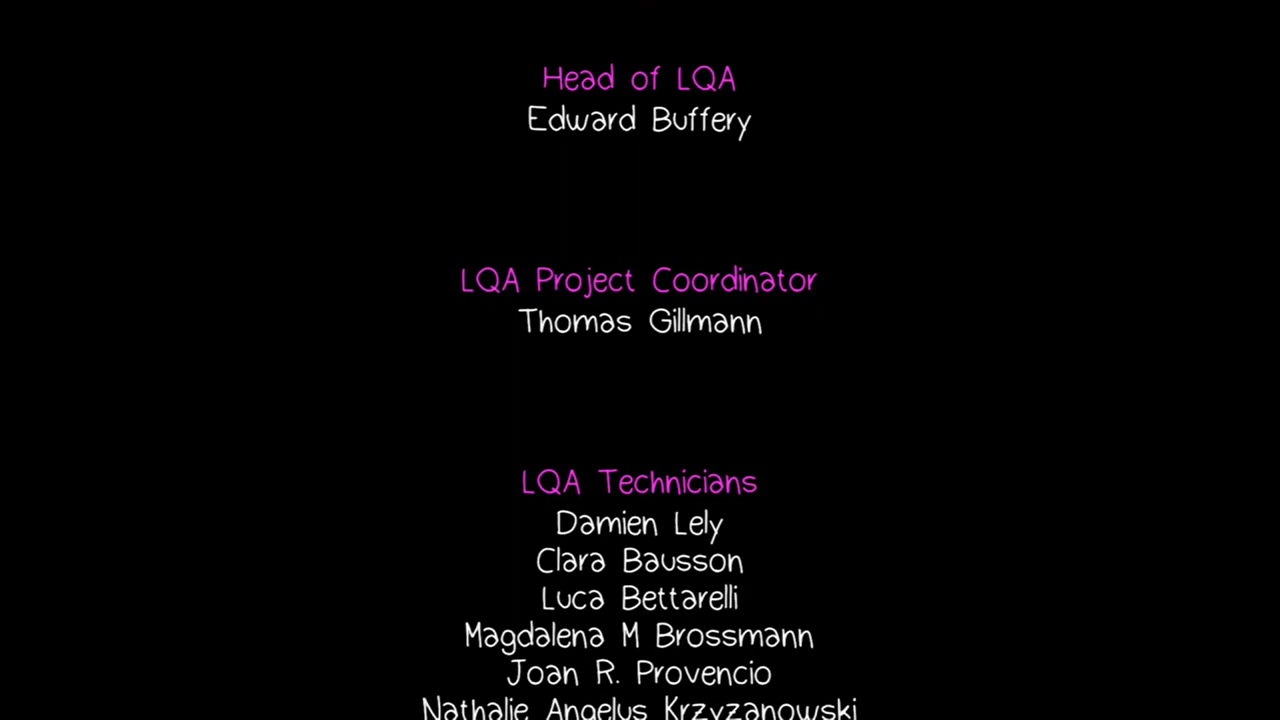 Head of LQA
Edward Buffery
LQA Project Coordinator
Thomas Gillmann
LQA Technicians
Damien Lely
Clara Bausson
Luca Bettarelli
Magdalena M Brossmann
Joan R. Provencio
Nathalie Angelus Krzyzanowski